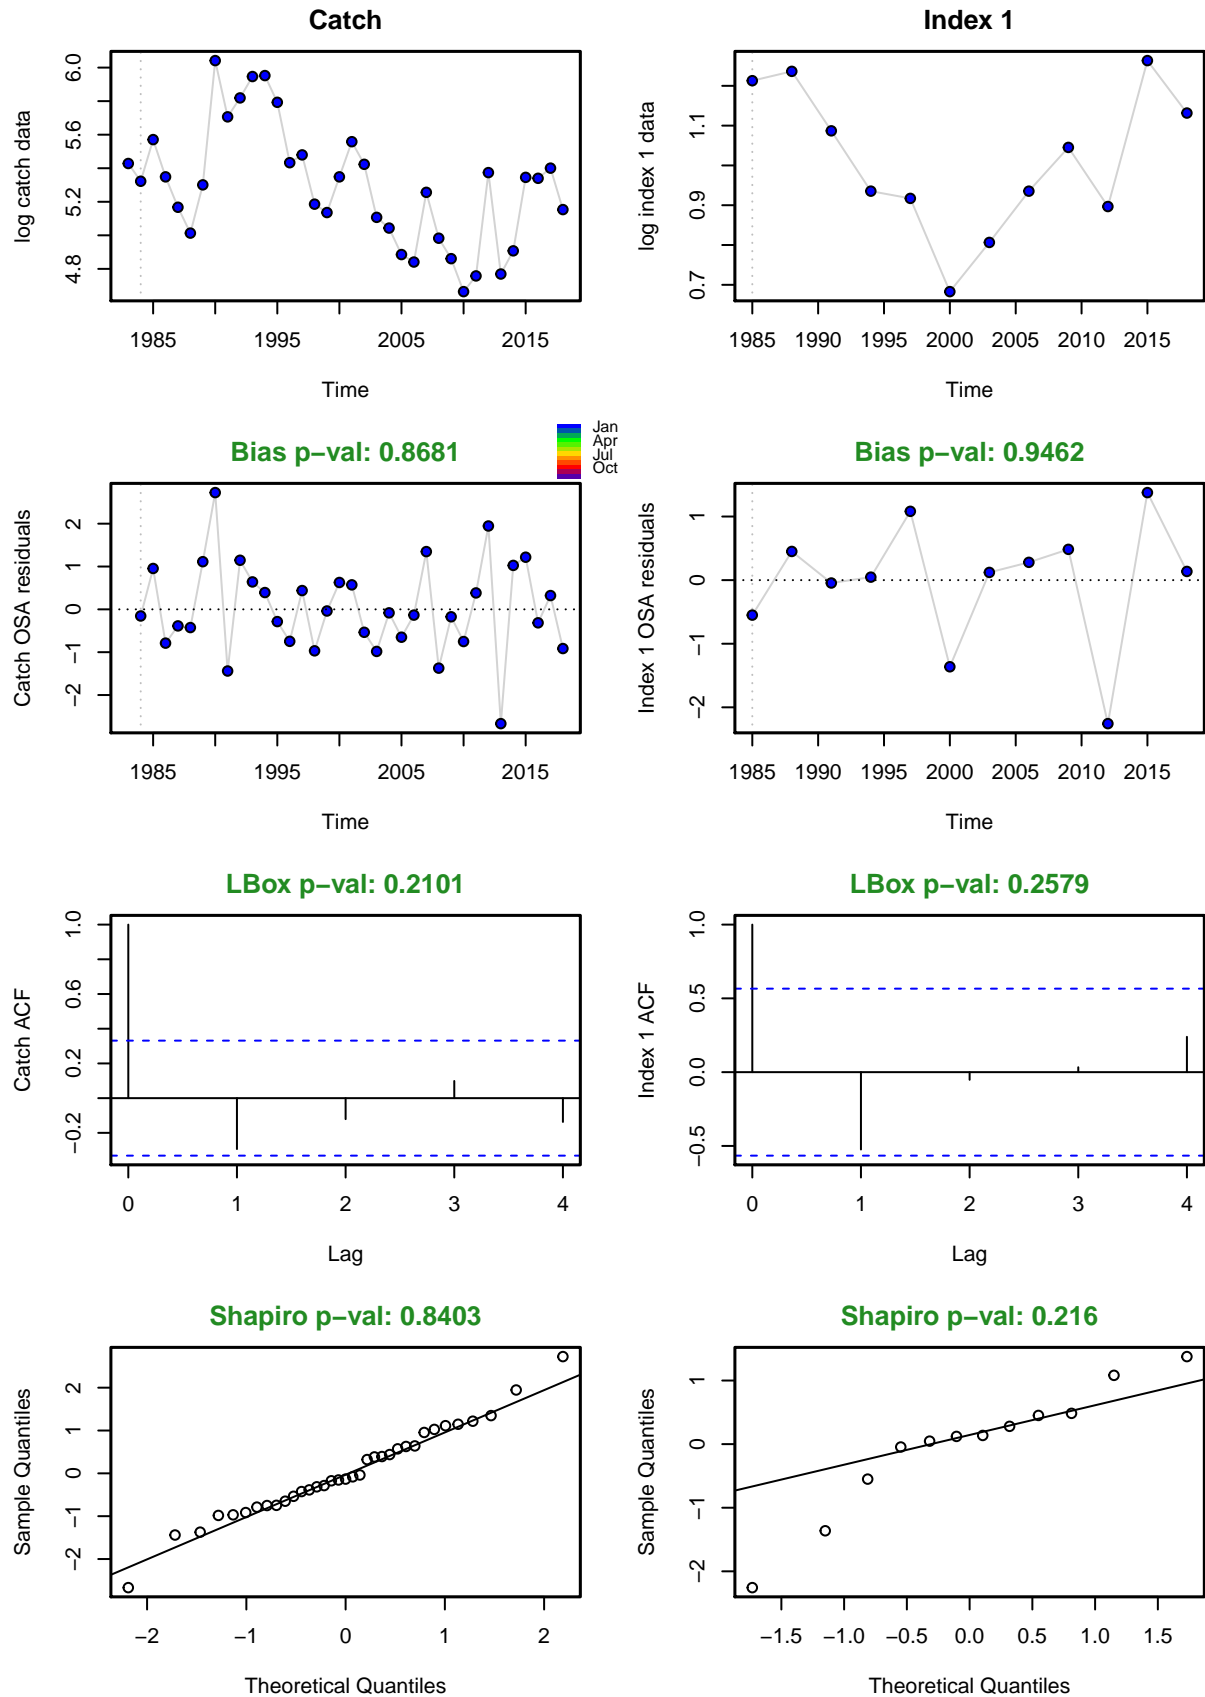 Catch
log catch data
4.8 5.2 5.6 6.0
1985 1995 2005 2015
Time
Index 1
log index 1 data
0.7 0.9 1.1
1985 1990 1995 2000 2005 2010 2015
Time
Bias p−val: 0.8681
Jan
Apr
Jul
Oct
Catch OSA residuals
−2 −1 0 1 2
1985 1995 2005 2015
Time
Bias p−val: 0.9462
Index 1 OSA residuals
−2 −1 0 1
1985 1990 1995 2000 2005 2010 2015
Time
LBox p−val: 0.2101
Catch ACF
−0.2 0.2 0.6 1.0
0 1 2 3 4
Lag
LBox p−val: 0.2579
Index 1 ACF
−0.5 0.0 0.5 1.0
0 1 2 3 4
Lag
Shapiro p−val: 0.8403
Sample Quantiles
−2 −1 0 1 2
−2 −1 0 1 2
Theoretical Quantiles
Shapiro p−val: 0.216
Sample Quantiles
−2 −1 0 1
−1.5 −1.0 −0.5 0.0 0.5 1.0 1.5
Theoretical Quantiles